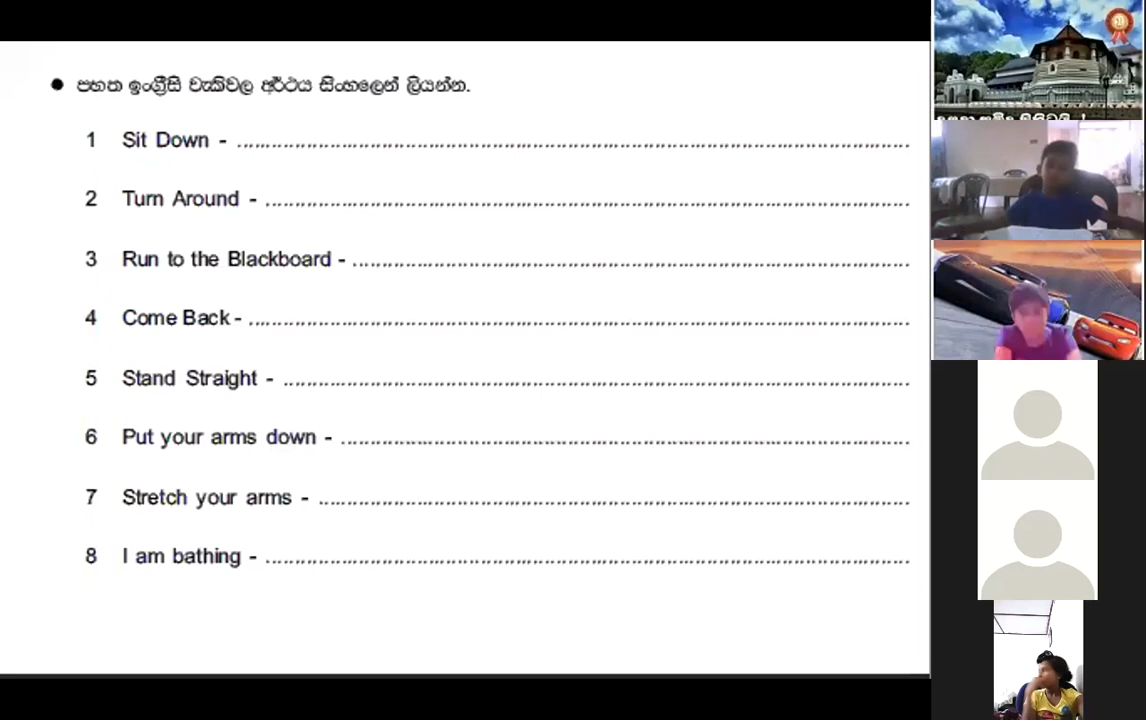 ● පහත ඉංග්‍රීසි වැකිවල අර්ථය සිංහලෙන් ලියන්න.
1 Sit Down - ................................................................
2 Turn Around - ................................................................
3 Run to the Blackboard - ................................................................
4 Come Back - ................................................................
5 Stand Straight - ................................................................
6 Put your arms down - ................................................................
7 Stretch your arms - ................................................................
8 I am bathing - ................................................................